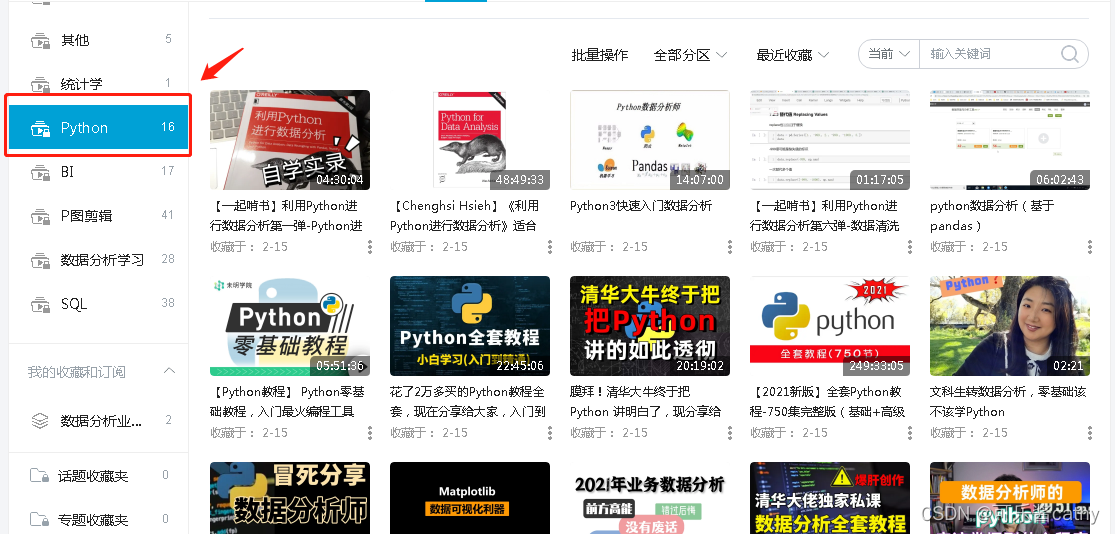 其他 5
统计学 1
Python 16
BI 17
P图剪辑 41
数据分析学习 28
SQL 38
我的收藏和订阅
数据分析业... 2
话题收藏夹 0
专题收藏夹 0
批量操作 全部分区 最近收藏 当前 输入关键词
O'REILLY
利用Python
进行数据分析
自学实录
04:30:04
O'REILLY
Python for
Data Analysis
48:49:33
Python数据分析师
Pandas
14:07:00
Replacing Values
01:17:05
06:02:43
【一起啃书】利用Python进
行数据分析第一弹-Python进
收藏于： 2-15
【Chenghsi Hsieh】《利用
Python进行数据分析》适合
收藏于： 2-15
Python3快速入门数据分析
收藏于： 2-15
【一起啃书】利用Python进
行数据分析第六弹-数据清洗
收藏于： 2-15
python数据分析（基于
pandas）
收藏于： 2-15
未明学院
Python
零基础教程
05:51:36
Python全套教程
小白学习(入门到精通)
22:45:06
清华大牛终于把
把Python
讲的如此透彻
20:19:02
2021
python
全套教程(750节)
249:33:05
Python?
02:21
【Python教程】 Python零基
础教程，入门最火编程工具
收藏于： 2-15
花了2万多买的Python教程全
套，现在分享给大家，入门到
收藏于： 2-15
膜拜！清华大牛终于把
Python 讲明白了，现分享给
收藏于： 2-15
【2021新版】全套Python教
程-750集完整版（基础+高级
收藏于： 2-15
文科生转数据分析，零基础该
不该学Python
收藏于： 2-15
冒死分享
数据分析师
Matplotlib
数据可视化利器
2021年业务数据分析
前方高能
错过后悔
没有废话
爆肝创作
清华大佬独家私课
数据分析全套教程
数据分析师的
python